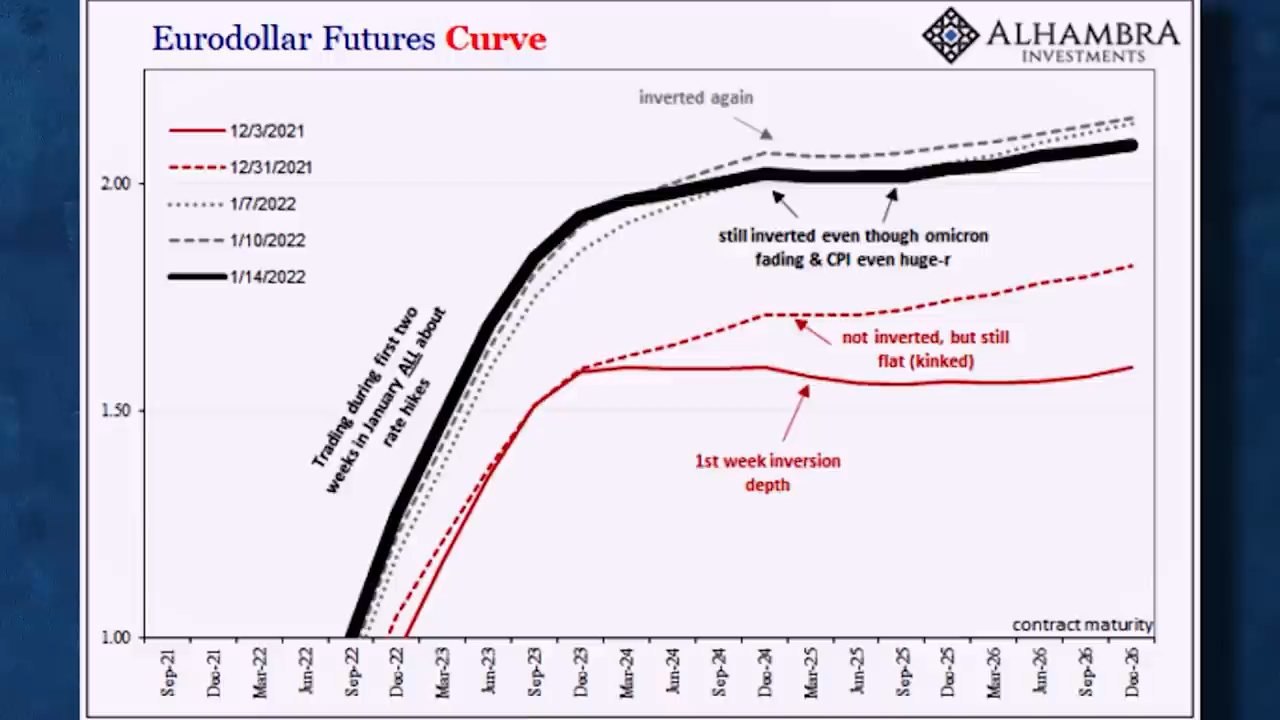 Eurodollar Futures Curve
ALHAMBRA
INVESTMENTS
12/3/2021
12/31/2021
1/7/2022
1/10/2022
1/14/2022
inverted again
still inverted even though omicron
fading & CPI even huge-r
not inverted, but still
flat (kinked)
1st week inversion
depth
Trading during first two
weeks in January ALL about
rate hikes
2.00
1.50
1.00
contract maturity
Sep-21
Dec-21
Mar-22
Jun-22
Sep-22
Dec-22
Mar-23
Jun-23
Sep-23
Dec-23
Mar-24
Jun-24
Sep-24
Dec-24
Mar-25
Jun-25
Sep-25
Dec-25
Mar-26
Jun-26
Sep-26
Dec-26